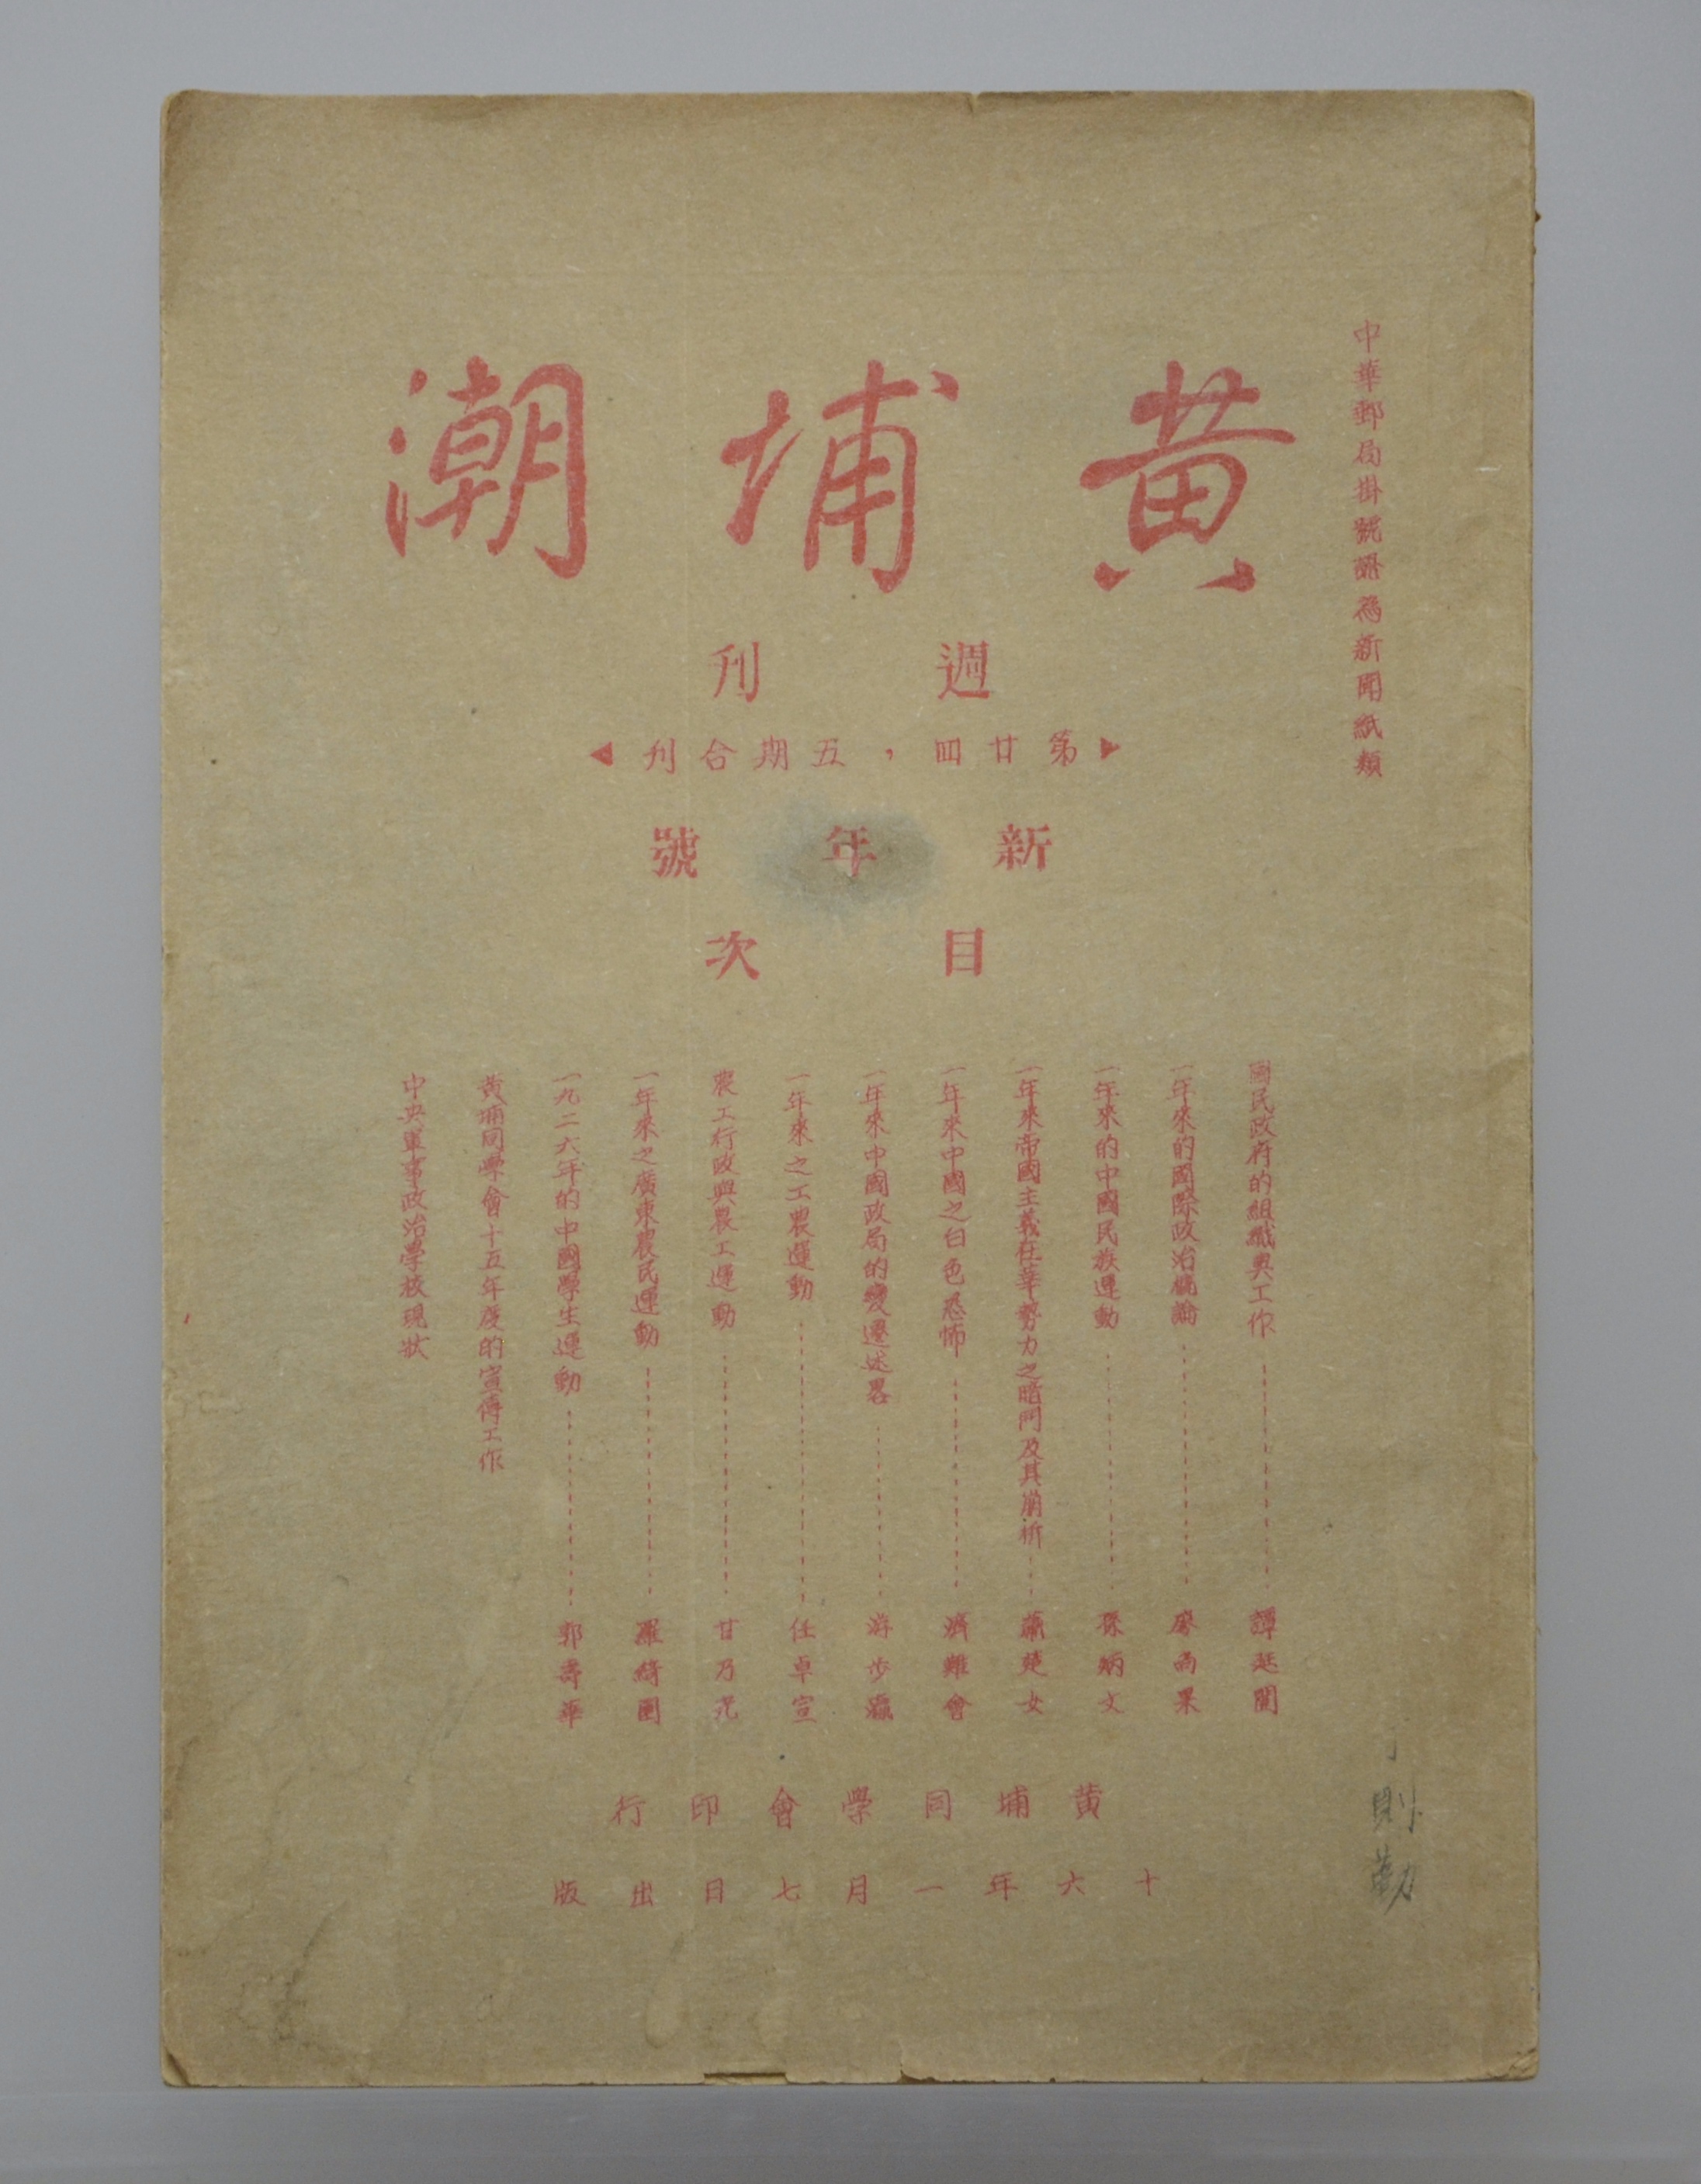 中華郵局掛號認為新聞紙類
黃埔潮
週刊
第廿四，五期合刊
新年號
目次
國民政府的組織與工作 譚延闓
一年來的國際政治概論 廖尚果
一年來的中國民族運動 孫炳文
一年來帝國主義在華勢力之暗鬥及其崩析 蕭楚女
一年來中國之白色恐怖 濟難會
一年來中國政局的變遷述畧 游步瀛
一年來之工農運動 任卓宣
農工行政與農工運動 甘乃光
一年來之廣東農民運動 羅綺園
一九二六年的中國學生運動 郭壽華
黃埔同學會十五年度的宣傳工作
中央軍事政治學校現狀
黃埔同學會印行
十六年一月七日出版
則勤